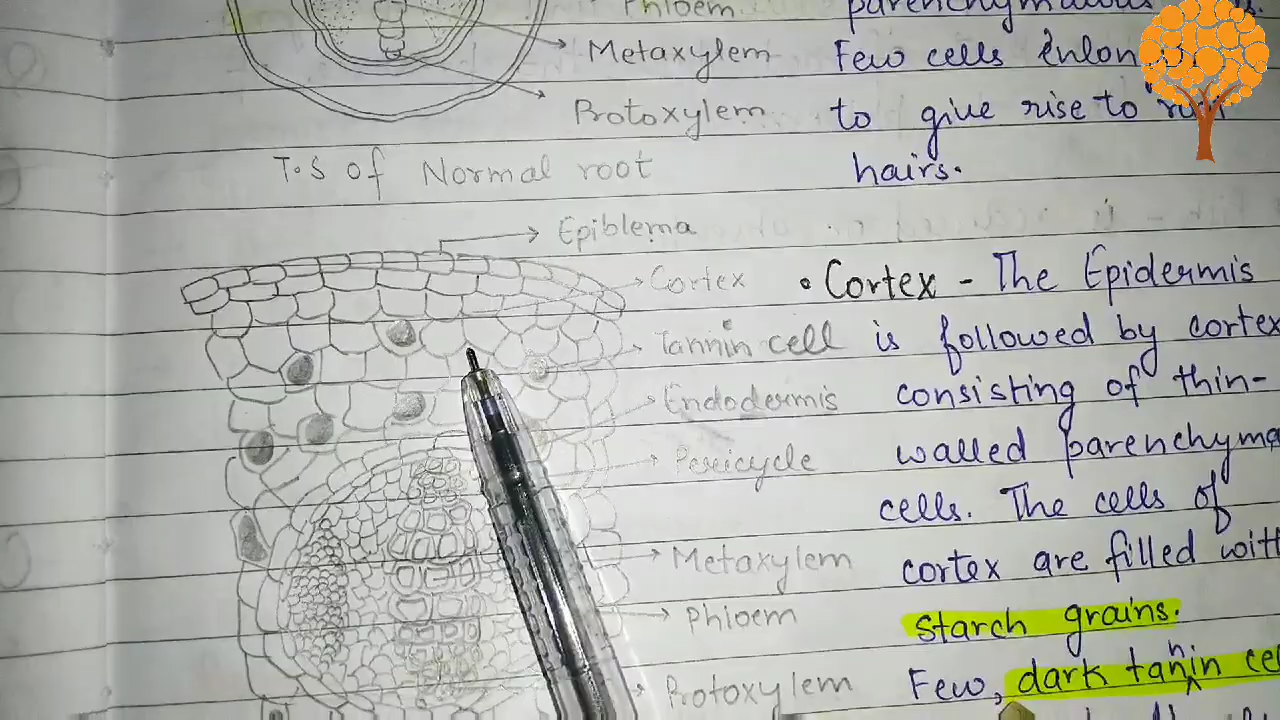 Phloem
parenchymatous
Metaxylem
Few cells
Protoxylem
to give rise to root
T.S of Normal root
hairs.
Epiblema
Cortex
• Cortex - The Epidermis
Tannin cell
is followed by cortex
Endodermis
consisting of thin-
Pericycle
walled parenchyma
cells. The cells of
Metaxylem
cortex are filled with
Phloem
starch grains.
Protoxylem
Few, dark tannin